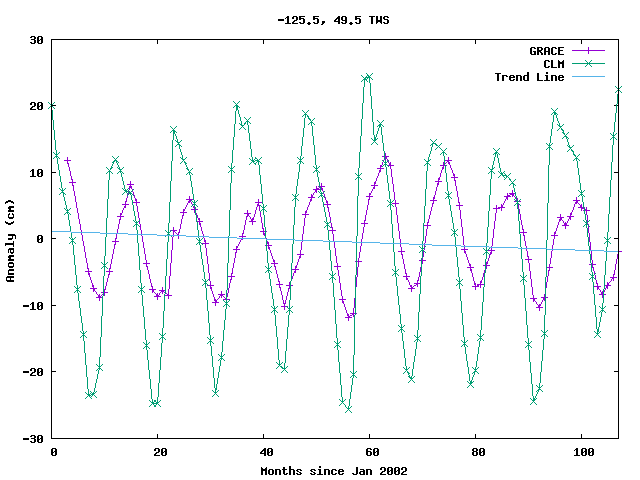 -125.5, 49.5 TWS
GRACE
CLM
Trend Line
30
20
10
0
-10
-20
-30
Anomaly (cm)
0 20 40 60 80 100
Months since Jan 2002